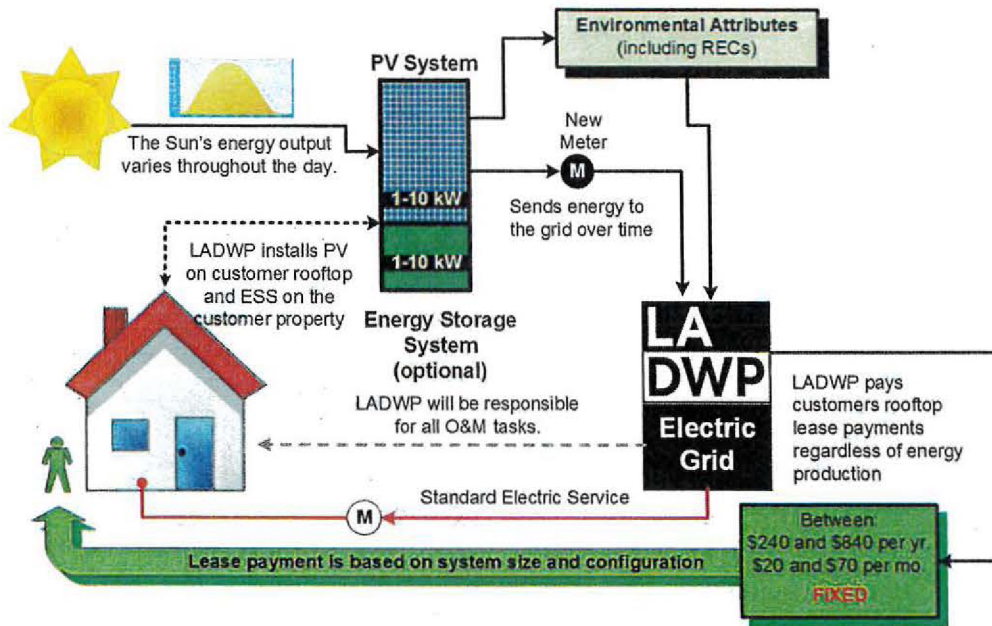 Environmental Attributes
(including RECs)
PV System
The Sun's energy output
varies throughout the day.
New
Meter
M
1-10 kW
Sends energy to
the grid over time
1-10 kW
LADWP installs PV
on customer rooftop
and ESS on the
customer property
Energy Storage
System
(optional)
LADWP will be responsible
for all O&M tasks.
LA
DWP
Electric
Grid
LADWP pays
customers rooftop
lease payments
regardless of energy
production
Standard Electric Service
M
Between:
$240 and $840 per yr.
$20 and $70 per mo.
FIXED
Lease payment is based on system size and configuration